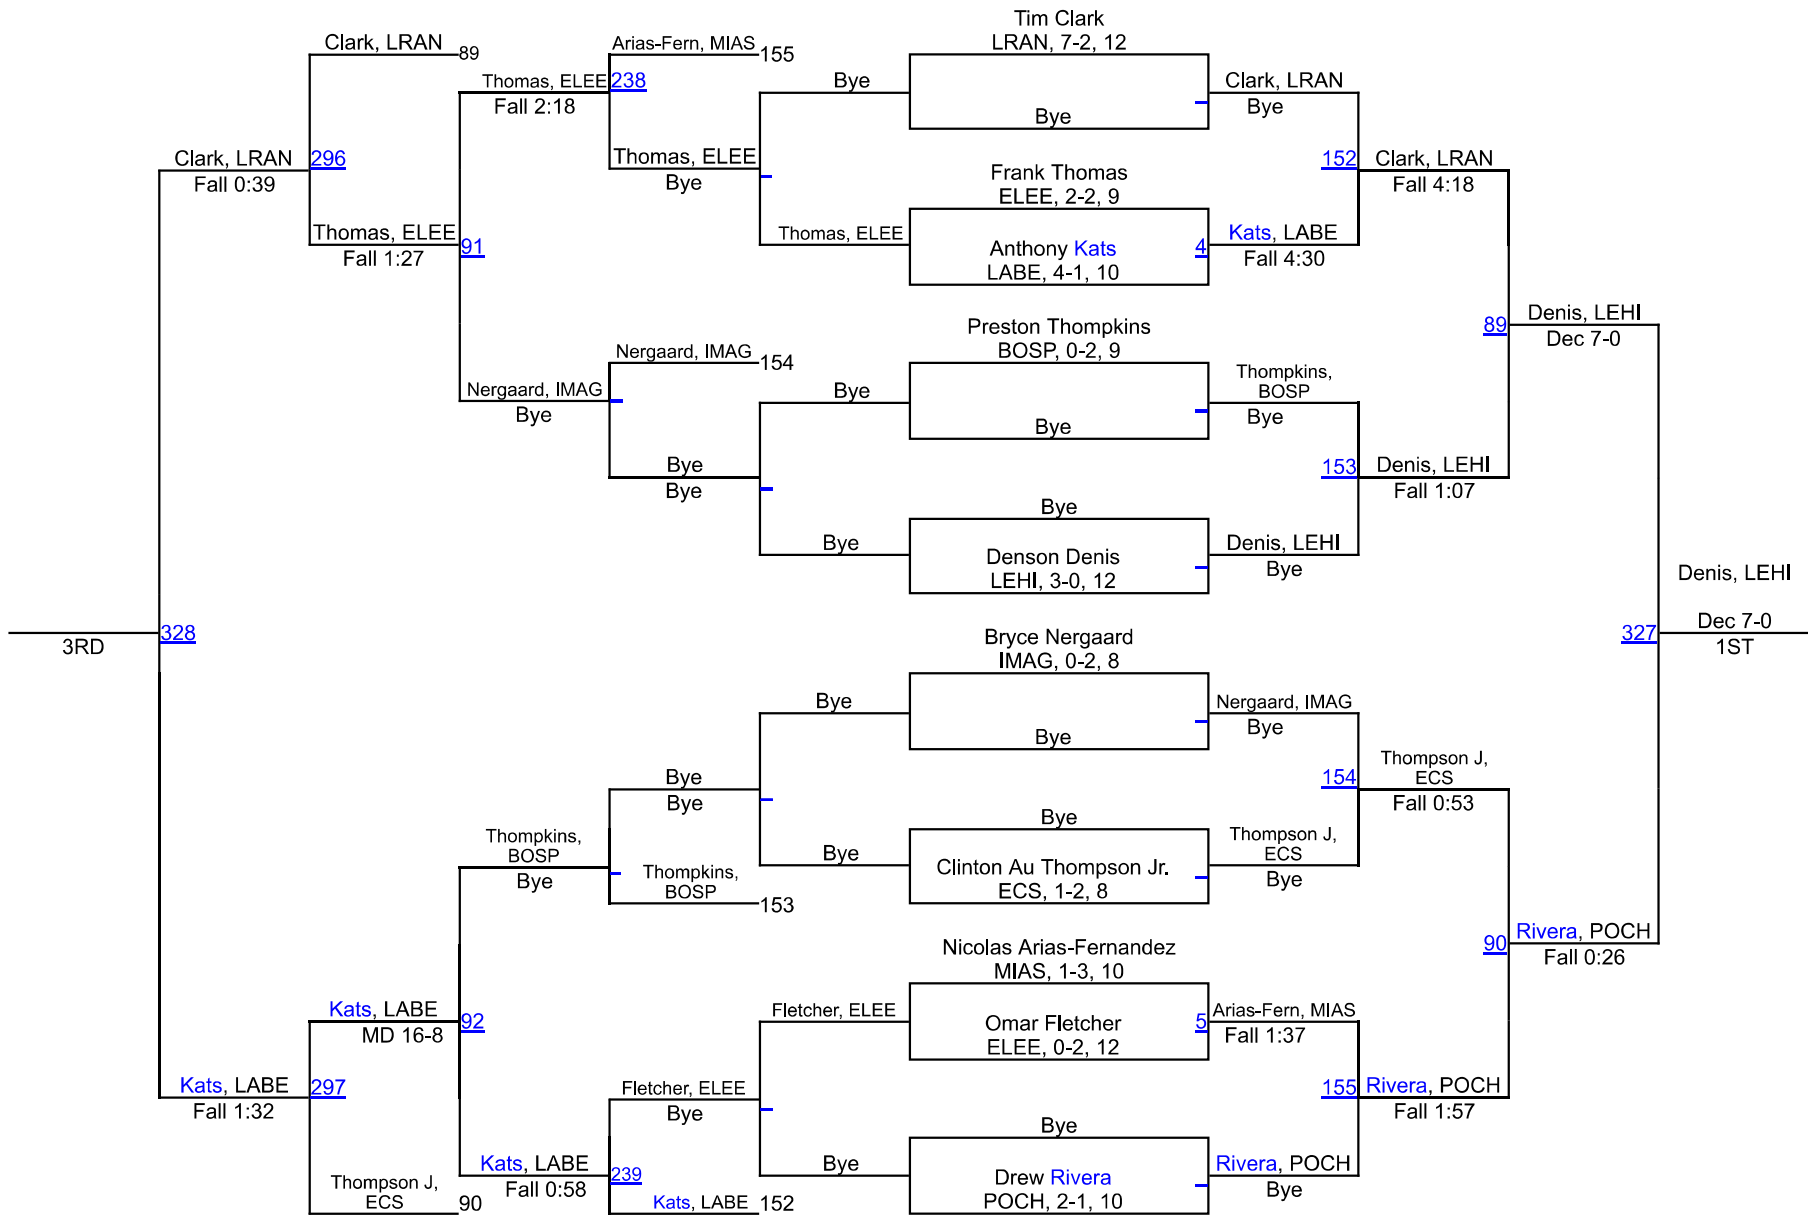 Tim Clark
LRAN, 7-2, 12
Clark, LRAN
89
Arias-Fern, MIAS
155
Thomas, ELEE
238
Fall 2:18
Bye
Bye
Clark, LRAN
Bye
Clark, LRAN
296
Fall 0:39
Thomas, ELEE
Bye
Frank Thomas
ELEE, 2-2, 9
152
Clark, LRAN
Fall 4:18
Thomas, ELEE
91
Fall 1:27
Thomas, ELEE
Anthony Kats
4
LABE, 4-1, 10
Kats, LABE
Fall 4:30
Preston Thompkins
BOSP, 0-2, 9
89
Denis, LEHI
Dec 7-0
Nergaard, IMAG
154
Nergaard, IMAG
Bye
Bye
Bye
Thompkins,
BOSP
Bye
Bye
Bye
153
Denis, LEHI
Fall 1:07
Bye
Bye
Denson Denis
LEHI, 3-0, 12
Denis, LEHI
Bye
Denis, LEHI
328
3RD
327
Dec 7-0
1ST
Bryce Nergaard
IMAG, 0-2, 8
Bye
Bye
Nergaard, IMAG
Bye
Bye
Bye
154
Thompson J,
ECS
Fall 0:53
Thompkins,
BOSP
Bye
Thompkins,
BOSP
153
Bye
Bye
Clinton Au Thompson Jr.
ECS, 1-2, 8
Thompson J,
ECS
Bye
Nicolas Arias-Fernandez
MIAS, 1-3, 10
90
Rivera, POCH
Fall 0:26
Kats, LABE
92
MD 16-8
Fletcher, ELEE
Omar Fletcher
5
ELEE, 0-2, 12
Arias-Fern, MIAS
Fall 1:37
Kats, LABE
297
Fall 1:32
Fletcher, ELEE
Bye
155
Rivera, POCH
Fall 1:57
Bye
Thompson J,
ECS
90
Kats, LABE
239
Fall 0:58
Kats, LABE
152
Bye
Drew Rivera
POCH, 2-1, 10
Rivera, POCH
Bye